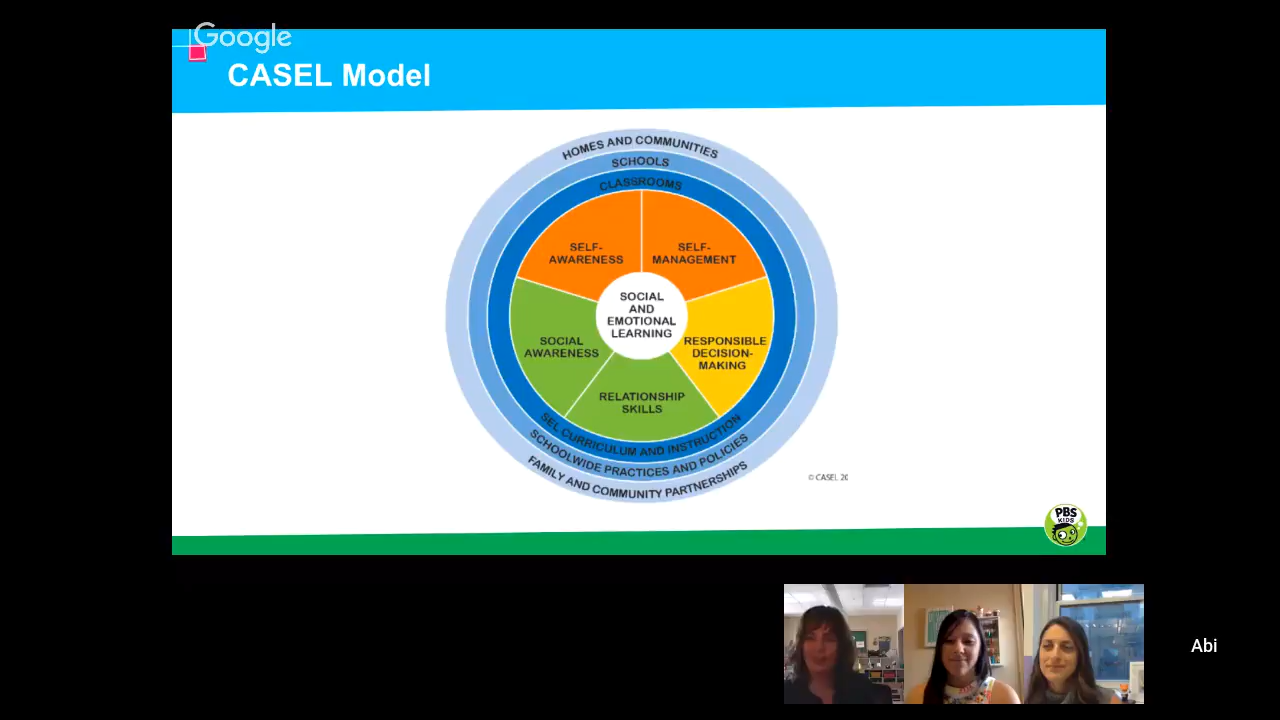 Google
CASEL Model
HOMES AND COMMUNITIES
SCHOOLS
CLASSROOMS
SELF-
AWARENESS
SELF-
MANAGEMENT
SOCIAL
AND
EMOTIONAL
LEARNING
SOCIAL
AWARENESS
RESPONSIBLE
DECISION-
MAKING
RELATIONSHIP
SKILLS
SEL CURRICULUM AND INSTRUCTION
SCHOOLWIDE PRACTICES AND POLICIES
FAMILY AND COMMUNITY PARTNERSHIPS
© CASEL 20
PBS
KIDS
Abi